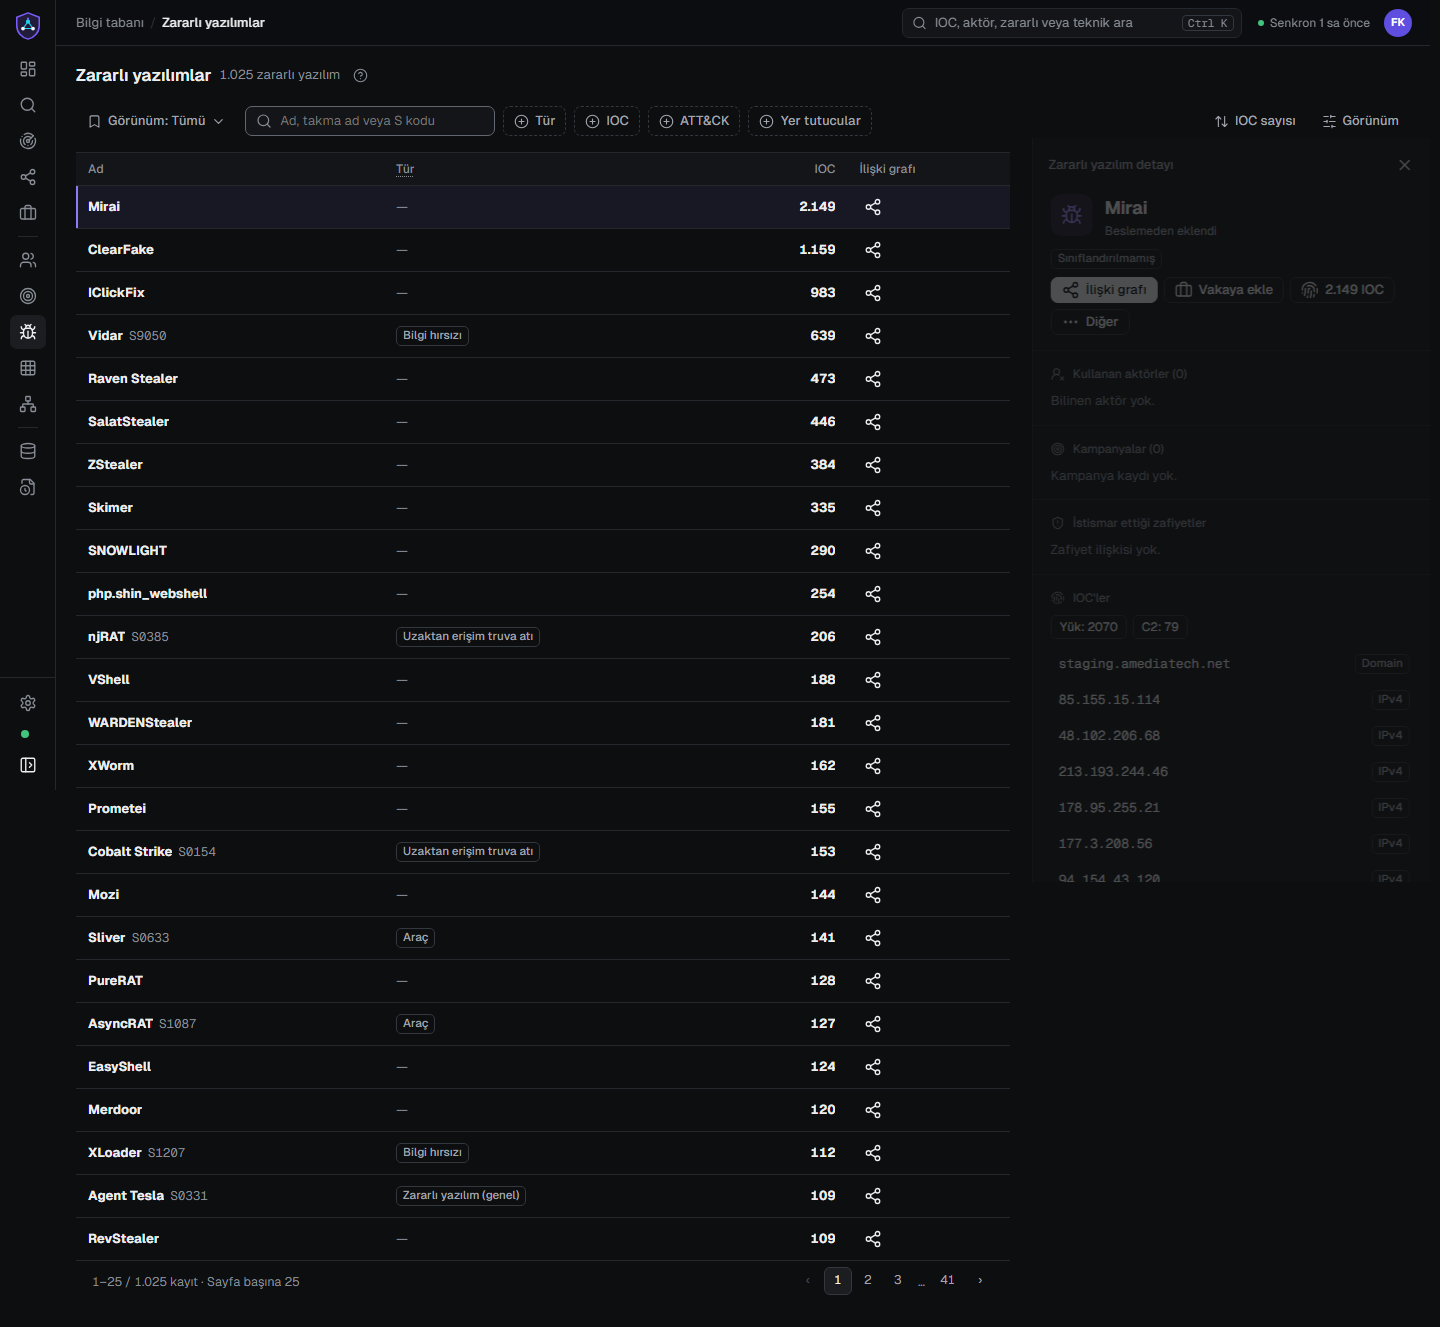 Bilgi tabanı / Zararlı yazılımlar
IOC, aktör, zararlı veya teknik ara Ctrl K
Senkron 1 sa önce
FK
Zararlı yazılımlar 1.025 zararlı yazılım
Görünüm: Tümü
Ad, takma ad veya S kodu
Tür
IOC
ATT&CK
Yer tutucular
IOC sayısı
Görünüm
Ad Tür IOC İlişki grafı
Mirai — 2.149
ClearFake — 1.159
IClickFix — 983
Vidar S9050 Bilgi hırsızı 639
Raven Stealer — 473
SalatStealer — 446
ZStealer — 384
Skimer — 335
SNOWLIGHT — 290
php.shin_webshell — 254
njRAT S0385 Uzaktan erişim truva atı 206
VShell — 188
WARDENStealer — 181
XWorm — 162
Prometei — 155
Cobalt Strike S0154 Uzaktan erişim truva atı 153
Mozi — 144
Sliver S0633 Araç 141
PureRAT — 128
AsyncRAT S1087 Araç 127
EasyShell — 124
Merdoor — 120
XLoader S1207 Bilgi hırsızı 112
Agent Tesla S0331 Zararlı yazılım (genel) 109
RevStealer — 109
1–25 / 1.025 kayıt · Sayfa başına 25
‹ 1 2 3 … 41 ›
Zararlı yazılım detayı
Mirai
Beslemeden eklendi
Sınıflandırılmamış
İlişki grafı
Vakaya ekle
2.149 IOC
Diğer
Kullanan aktörler (0)
Bilinen aktör yok.
Kampanyalar (0)
Kampanya kaydı yok.
İstismar ettiği zafiyetler
Zafiyet ilişkisi yok.
IOC'ler
Yük: 2070 C2: 79
staging.amediatech.net Domain
85.155.15.114 IPv4
48.102.206.68 IPv4
213.193.244.46 IPv4
178.95.255.21 IPv4
177.3.208.56 IPv4
94.154.43.120 IPv4